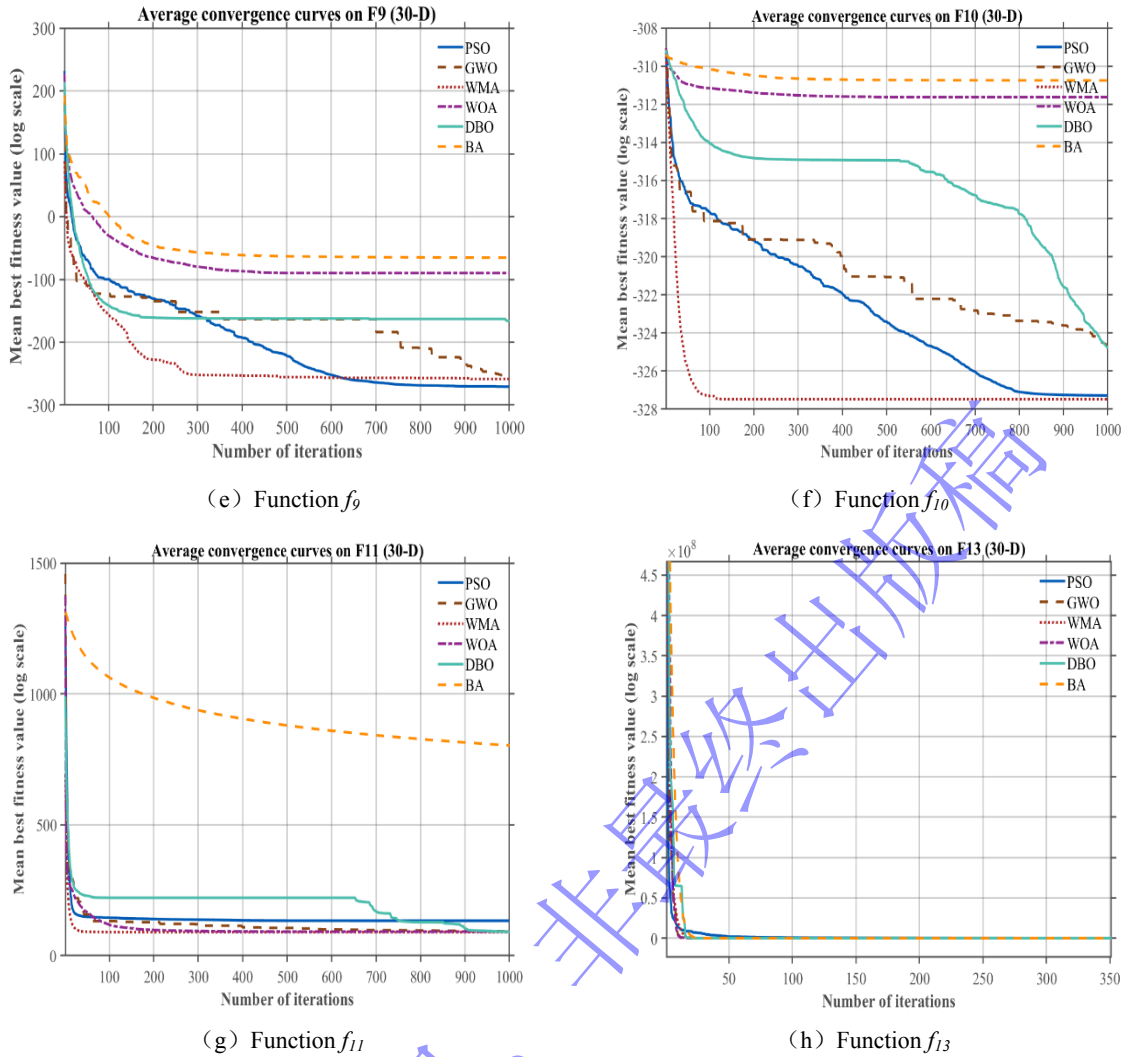 Average convergence curves on F9 (30-D)
300
200
100
0
-100
-200
-300
Mean best fitness value (log scale)
PSO
GWO
WMA
WOA
DBO
BA
100 200 300 400 500 600 700 800 900 1000
Number of iterations
(e) Function f9
Average convergence curves on F10 (30-D)
-308
-310
-312
-314
-316
-318
-320
-322
-324
-326
-328
Mean best fitness value (log scale)
PSO
GWO
WMA
WOA
DBO
BA
100 200 300 400 500 600 700 800 900 1000
Number of iterations
(f) Function f10
Average convergence curves on F11 (30-D)
1500
1000
500
0
Mean best fitness value (log scale)
PSO
GWO
WMA
WOA
DBO
BA
100 200 300 400 500 600 700 800 900 1000
Number of iterations
(g) Function f11
Average convergence curves on F13 (30-D)
×10^8
4.5
4
3.5
3
2.5
2
1.5
1
0.5
0
Mean best fitness value (log scale)
PSO
GWO
WMA
WOA
DBO
BA
50 100 150 200 250 300 350
Number of iterations
(h) Function f13
非最终出版稿